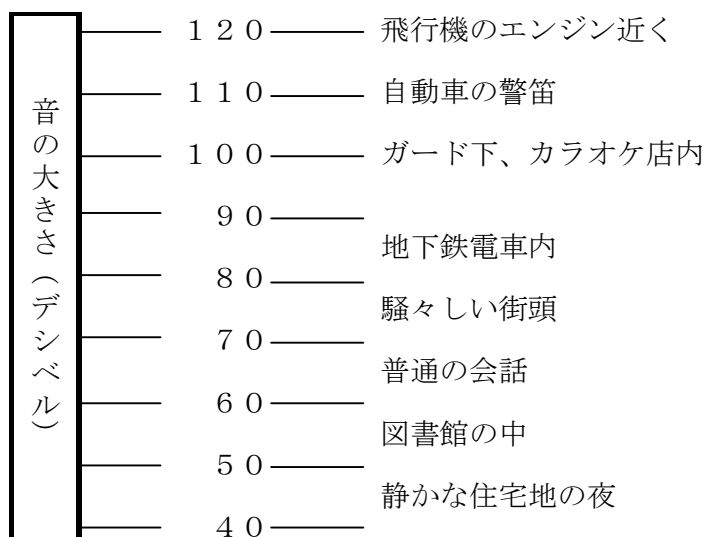 音の大きさ（デシベル）
１２０ 飛行機のエンジン近く
１１０ 自動車の警笛
１００ ガード下、カラオケ店内
９０
地下鉄電車内
８０
騒々しい街頭
７０
普通の会話
６０
図書館の中
５０
静かな住宅地の夜
４０